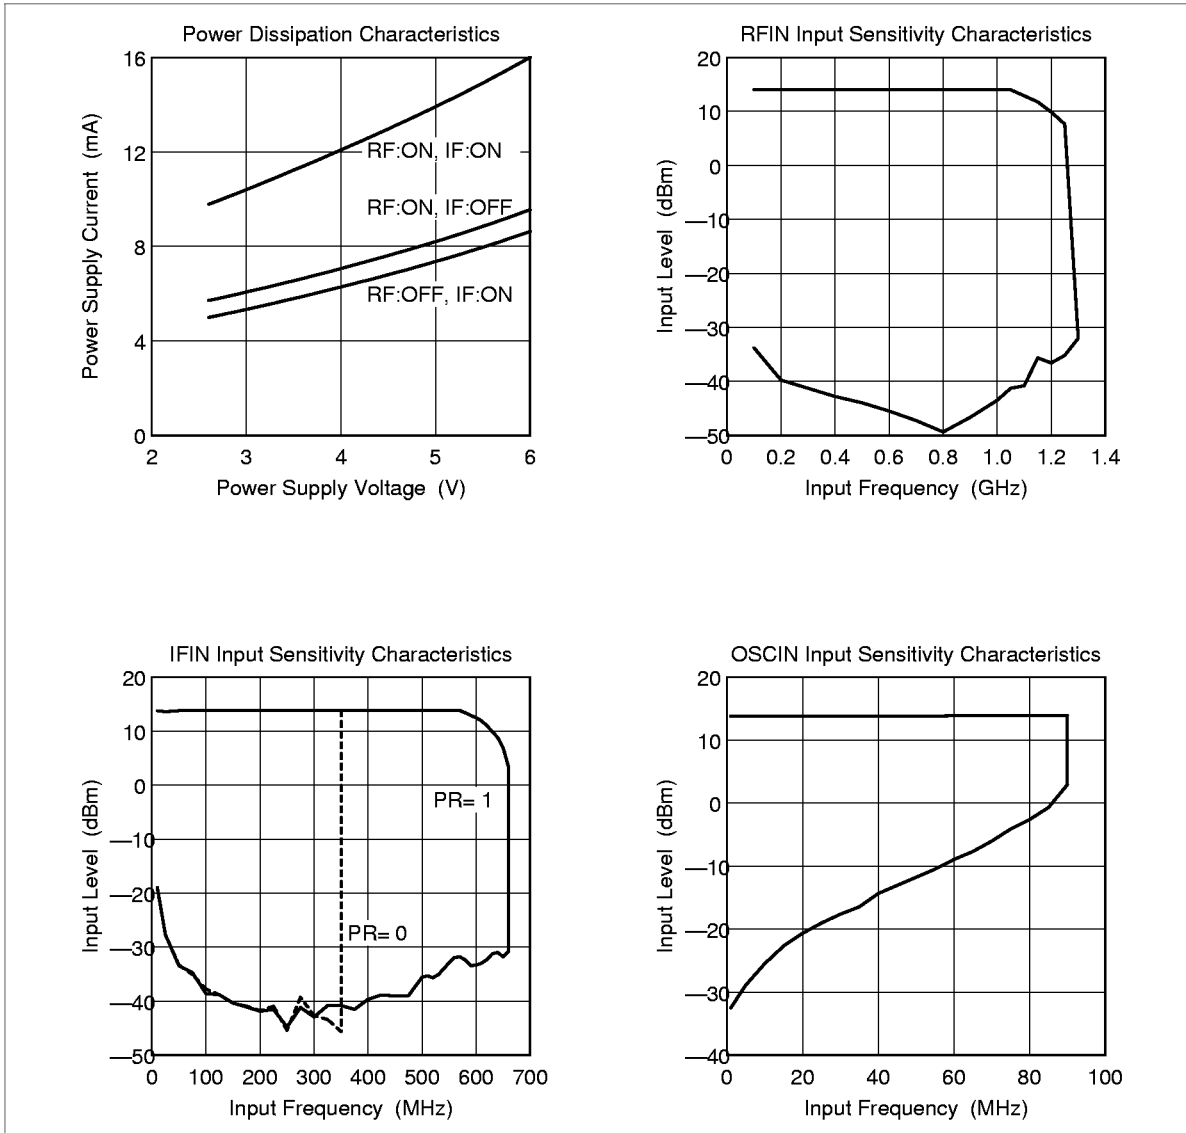 Power Dissipation Characteristics
16
12
8
4
0
2 3 4 5 6
Power Supply Current (mA)
Power Supply Voltage (V)
RF:ON, IF:ON
RF:ON, IF:OFF
RF:OFF, IF:ON
RFIN Input Sensitivity Characteristics
20
10
0
—10
—20
—30
—40
—50
0 0.2 0.4 0.6 0.8 1.0 1.2 1.4
Input Level (dBm)
Input Frequency (GHz)
IFIN Input Sensitivity Characteristics
20
10
0
—10
—20
—30
—40
—50
0 100 200 300 400 500 600 700
Input Level (dBm)
Input Frequency (MHz)
PR= 1
PR= 0
OSCIN Input Sensitivity Characteristics
20
10
0
—10
—20
—30
—40
0 20 40 60 80 100
Input Level (dBm)
Input Frequency (MHz)